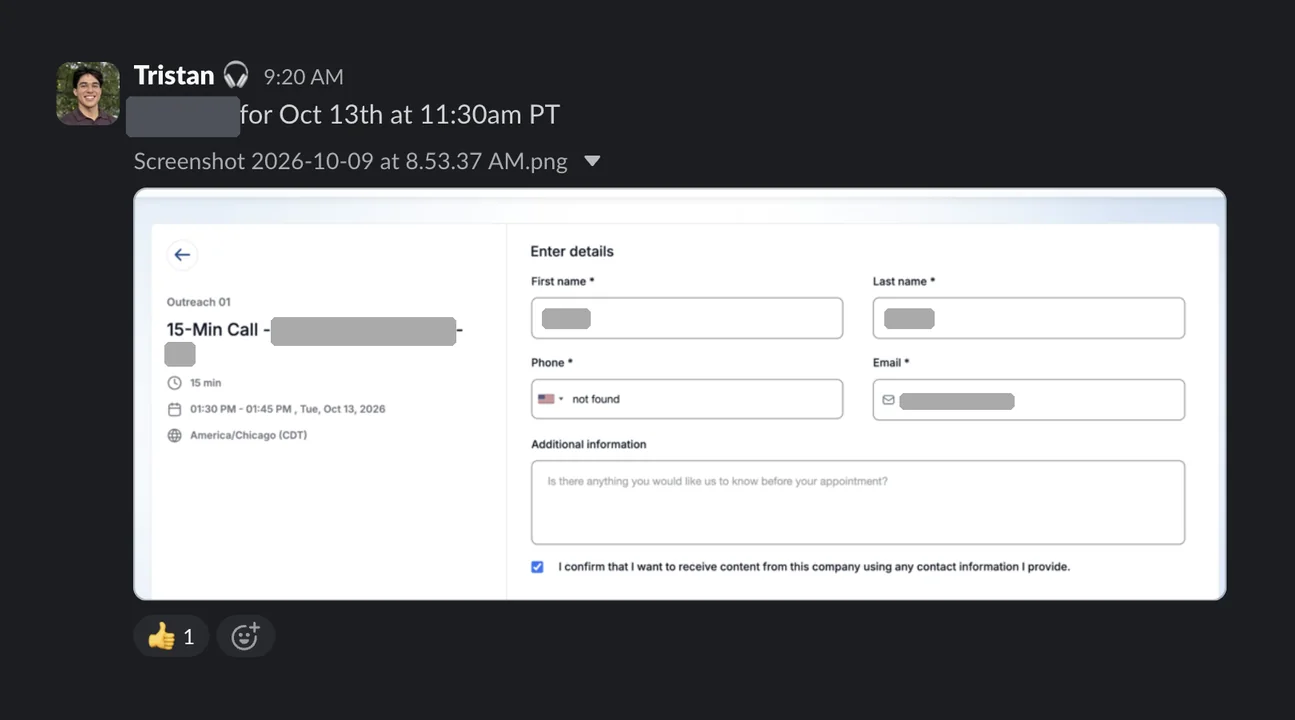 Tristan 9:20 AM
for Oct 13th at 11:30am PT
Screenshot 2026-10-09 at 8.53.37 AM.png
Outreach 01
15-Min Call - -
15 min
01:30 PM - 01:45 PM , Tue, Oct 13, 2026
America/Chicago (CDT)
Enter details
First name * Last name *
Phone * Email *
not found
Additional information
Is there anything you would like us to know before your appointment?
I confirm that I want to receive content from this company using any contact information I provide.
1